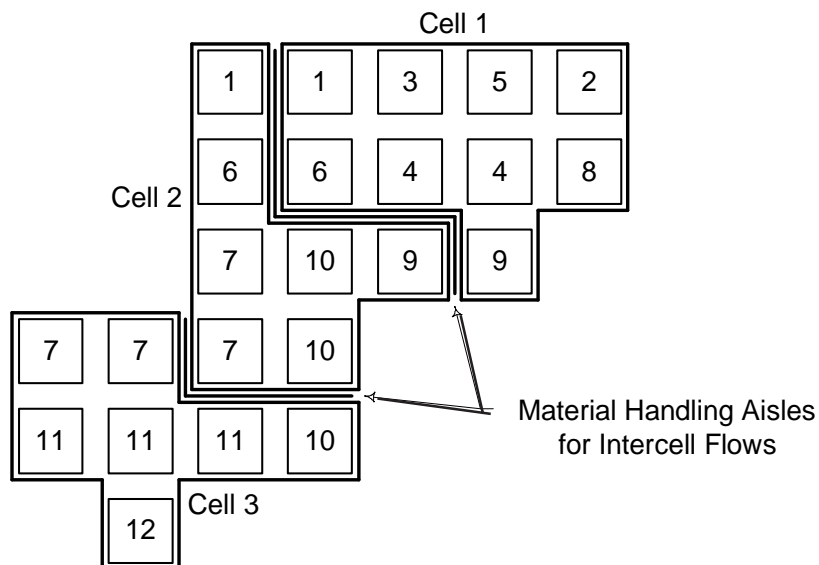 Cell 1
1 1 3 5 2
6 6 4 4 8
Cell 2
7 10 9 9
7 7 7 10
Material Handling Aisles
for Intercell Flows
11 11 11 10
Cell 3
12